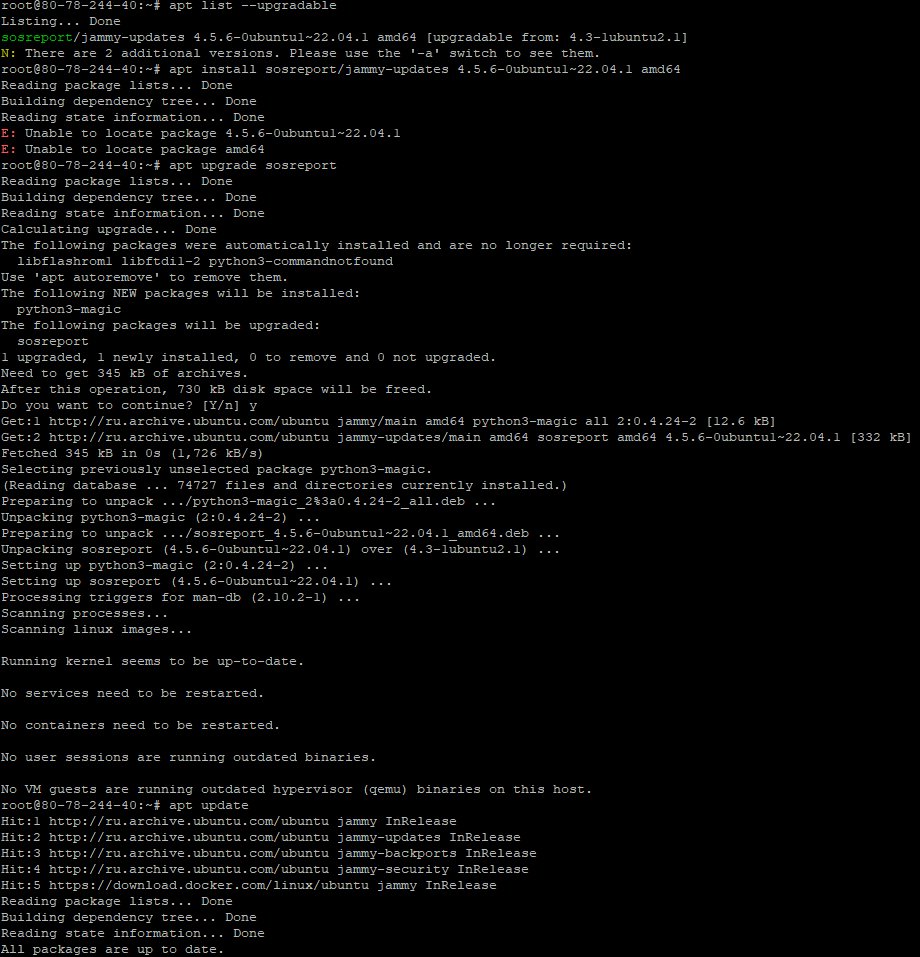 root@80-78-244-40:~# apt list --upgradable
Listing... Done
sosreport/jammy-updates 4.5.6-0ubuntu1~22.04.1 amd64 [upgradable from: 4.3-1ubuntu2.1]
N: There are 2 additional versions. Please use the '-a' switch to see them.
root@80-78-244-40:~# apt install sosreport/jammy-updates 4.5.6-0ubuntu1~22.04.1 amd64
Reading package lists... Done
Building dependency tree... Done
Reading state information... Done
E: Unable to locate package 4.5.6-0ubuntu1~22.04.1
E: Unable to locate package amd64
root@80-78-244-40:~# apt upgrade sosreport
Reading package lists... Done
Building dependency tree... Done
Reading state information... Done
Calculating upgrade... Done
The following packages were automatically installed and are no longer required:
  libflashrom1 libftdi1-2 python3-commandnotfound
Use 'apt autoremove' to remove them.
The following NEW packages will be installed:
  python3-magic
The following packages will be upgraded:
  sosreport
1 upgraded, 1 newly installed, 0 to remove and 0 not upgraded.
Need to get 345 kB of archives.
After this operation, 730 kB disk space will be freed.
Do you want to continue? [Y/n] y
Get:1 http://ru.archive.ubuntu.com/ubuntu jammy/main amd64 python3-magic all 2:0.4.24-2 [12.6 kB]
Get:2 http://ru.archive.ubuntu.com/ubuntu jammy-updates/main amd64 sosreport amd64 4.5.6-0ubuntu1~22.04.1 [332 kB]
Fetched 345 kB in 0s (1,726 kB/s)
Selecting previously unselected package python3-magic.
(Reading database ... 74727 files and directories currently installed.)
Preparing to unpack .../python3-magic_2%3a0.4.24-2_all.deb ...
Unpacking python3-magic (2:0.4.24-2) ...
Preparing to unpack .../sosreport_4.5.6-0ubuntu1~22.04.1_amd64.deb ...
Unpacking sosreport (4.5.6-0ubuntu1~22.04.1) over (4.3-1ubuntu2.1) ...
Setting up python3-magic (2:0.4.24-2) ...
Setting up sosreport (4.5.6-0ubuntu1~22.04.1) ...
Processing triggers for man-db (2.10.2-1) ...
Scanning processes...
Scanning linux images...

Running kernel seems to be up-to-date.

No services need to be restarted.

No containers need to be restarted.

No user sessions are running outdated binaries.

No VM guests are running outdated hypervisor (qemu) binaries on this host.
root@80-78-244-40:~# apt update
Hit:1 http://ru.archive.ubuntu.com/ubuntu jammy InRelease
Hit:2 http://ru.archive.ubuntu.com/ubuntu jammy-updates InRelease
Hit:3 http://ru.archive.ubuntu.com/ubuntu jammy-backports InRelease
Hit:4 http://ru.archive.ubuntu.com/ubuntu jammy-security InRelease
Hit:5 https://download.docker.com/linux/ubuntu jammy InRelease
Reading package lists... Done
Building dependency tree... Done
Reading state information... Done
All packages are up to date.